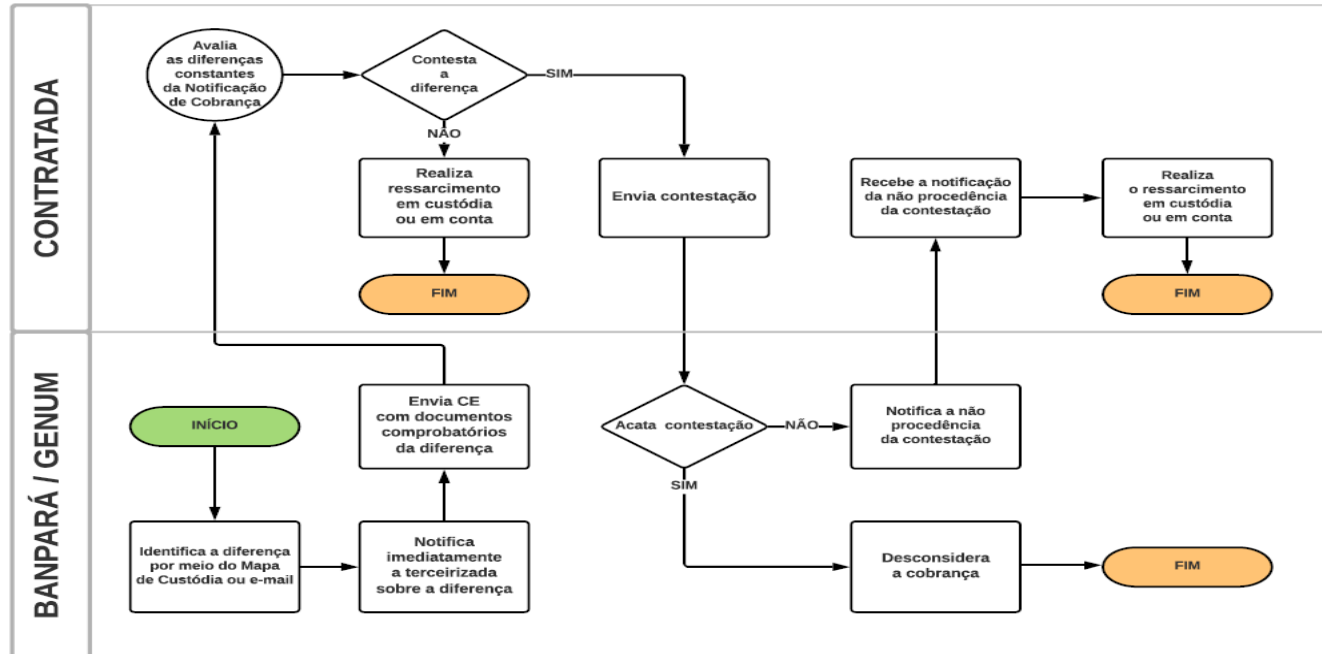 CONTRATADA
Avalia
as diferenças
constantes
da Notificação
de Cobrança
Contesta
a
diferença
SIM
NÃO
Realiza
ressarcimento
em custódia
ou em conta
FIM
Envia contestação
Recebe a notificação
da não procedência
da contestação
Realiza
o ressarcimento
em custódia
ou em conta
FIM
BANPARÁ / GENUM
INÍCIO
Identifica a diferença
por meio do Mapa
de Custódia ou e-mail
Notifica
imediatamente
a terceirizada
sobre a diferença
Envia CE
com documentos
comprobatórios
da diferença
Acata contestação
NÃO
Notifica a não
procedência
da contestação
SIM
Desconsidera
a cobrança
FIM